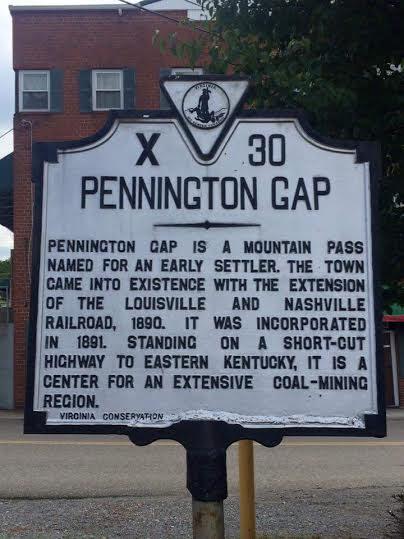 X 30
PENNINGTON GAP
PENNINGTON GAP IS A MOUNTAIN PASS
NAMED FOR AN EARLY SETTLER. THE TOWN
CAME INTO EXISTENCE WITH THE EXTENSION
OF THE LOUISVILLE AND NASHVILLE
RAILROAD, 1890. IT WAS INCORPORATED
IN 1891. STANDING ON A SHORT-CUT
HIGHWAY TO EASTERN KENTUCKY, IT IS A
CENTER FOR AN EXTENSIVE COAL-MINING
REGION.
VIRGINIA CONSERVATION